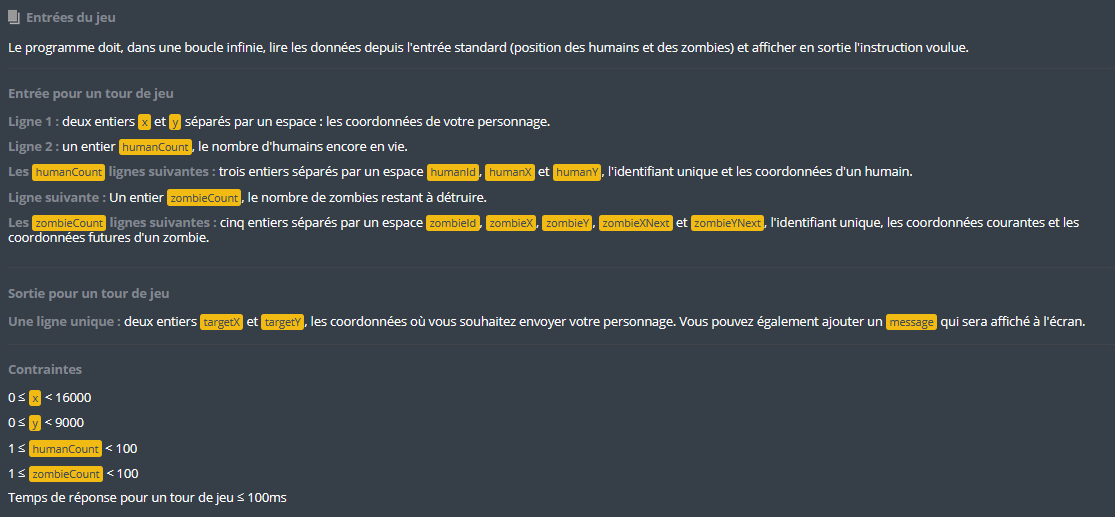 Entrées du jeu
Le programme doit, dans une boucle infinie, lire les données depuis l'entrée standard (position des humains et des zombies) et afficher en sortie l'instruction voulue.
Entrée pour un tour de jeu
Ligne 1 : deux entiers x et y séparés par un espace : les coordonnées de votre personnage.
Ligne 2 : un entier humanCount, le nombre d'humains encore en vie.
Les humanCount lignes suivantes : trois entiers séparés par un espace humanId, humanX et humanY, l'identifiant unique et les coordonnées d'un humain.
Ligne suivante : Un entier zombieCount, le nombre de zombies restant à détruire.
Les zombieCount lignes suivantes : cinq entiers séparés par un espace zombieId, zombieX, zombieY, zombieXNext et zombieYNext, l'identifiant unique, les coordonnées courantes et les
coordonnées futures d'un zombie.
Sortie pour un tour de jeu
Une ligne unique : deux entiers targetX et targetY, les coordonnées où vous souhaitez envoyer votre personnage. Vous pouvez également ajouter un message qui sera affiché à l'écran.
Contraintes
0 ≤ x < 16000
0 ≤ y < 9000
1 ≤ humanCount < 100
1 ≤ zombieCount < 100
Temps de réponse pour un tour de jeu ≤ 100ms